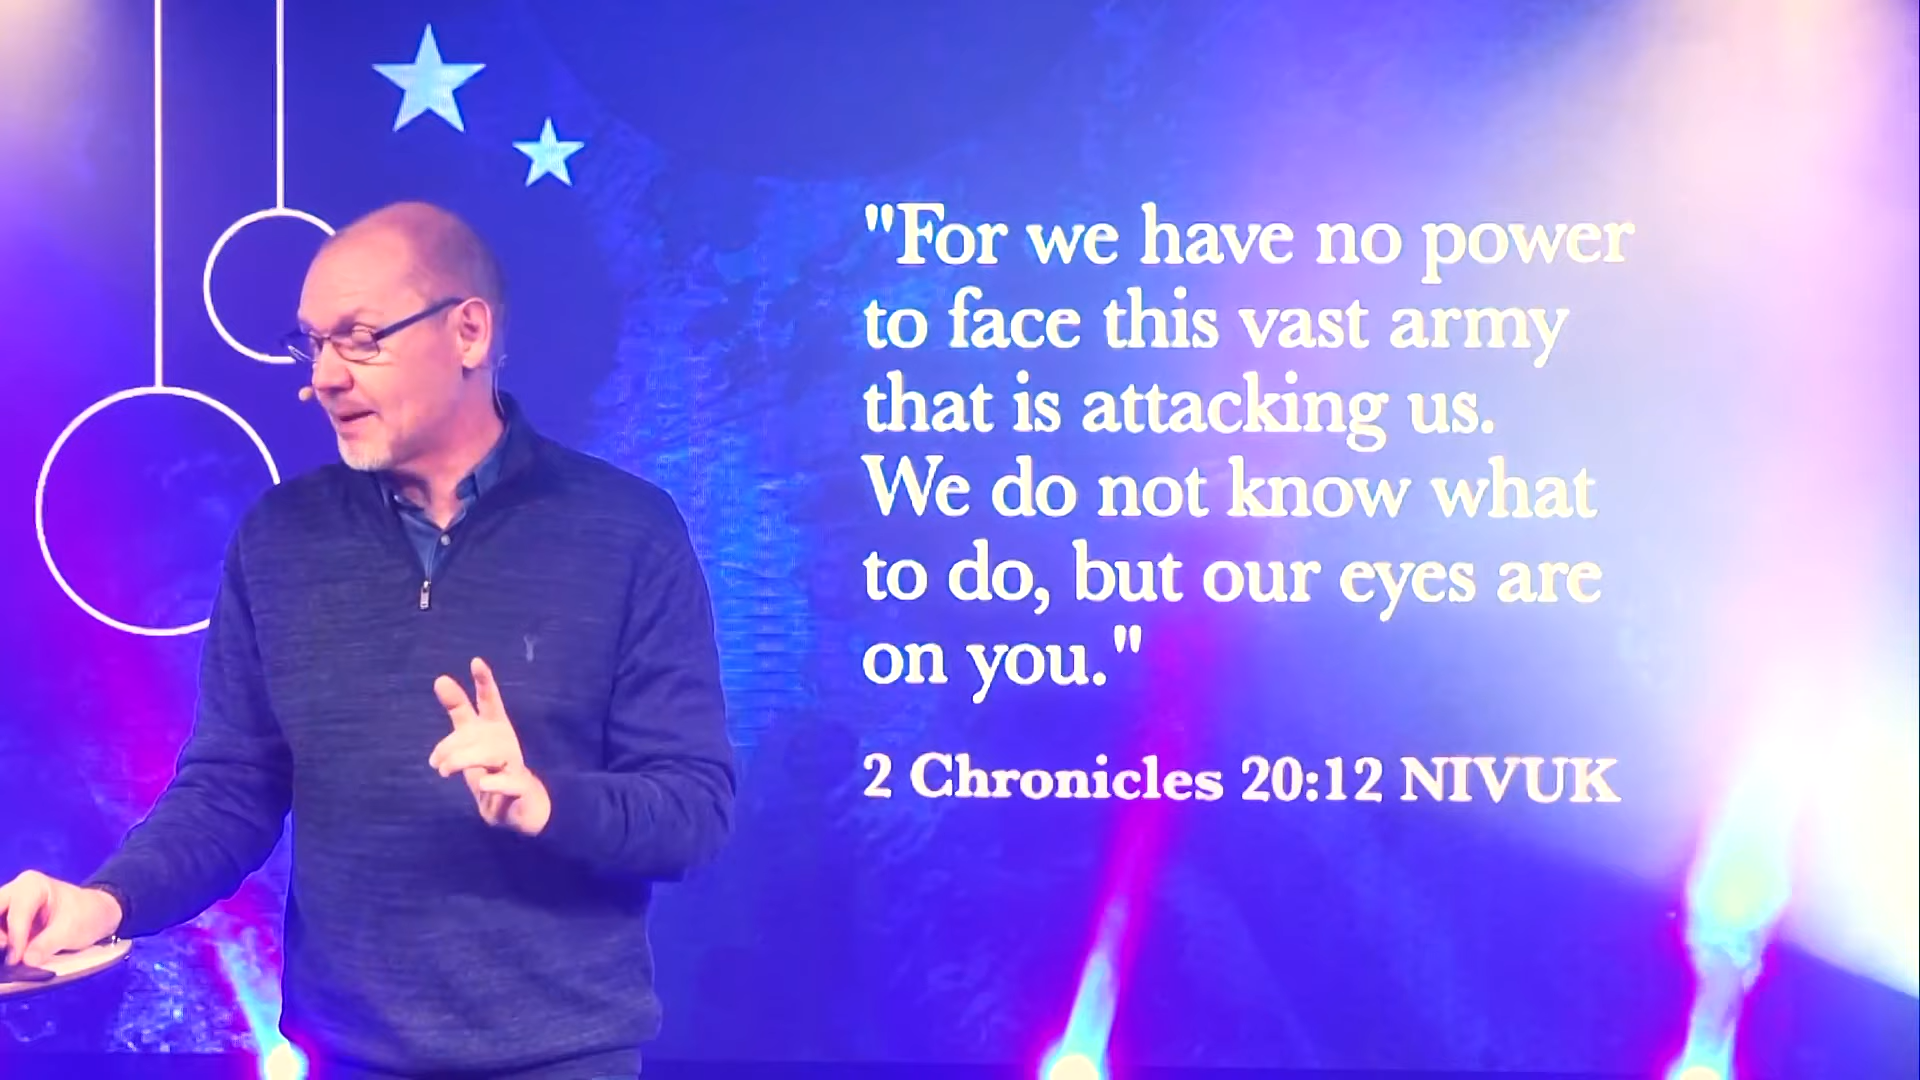 "For we have no power
to face this vast army
that is attacking us.
We do not know what
to do, but our eyes are
on you."
2 Chronicles 20:12 NIVUK